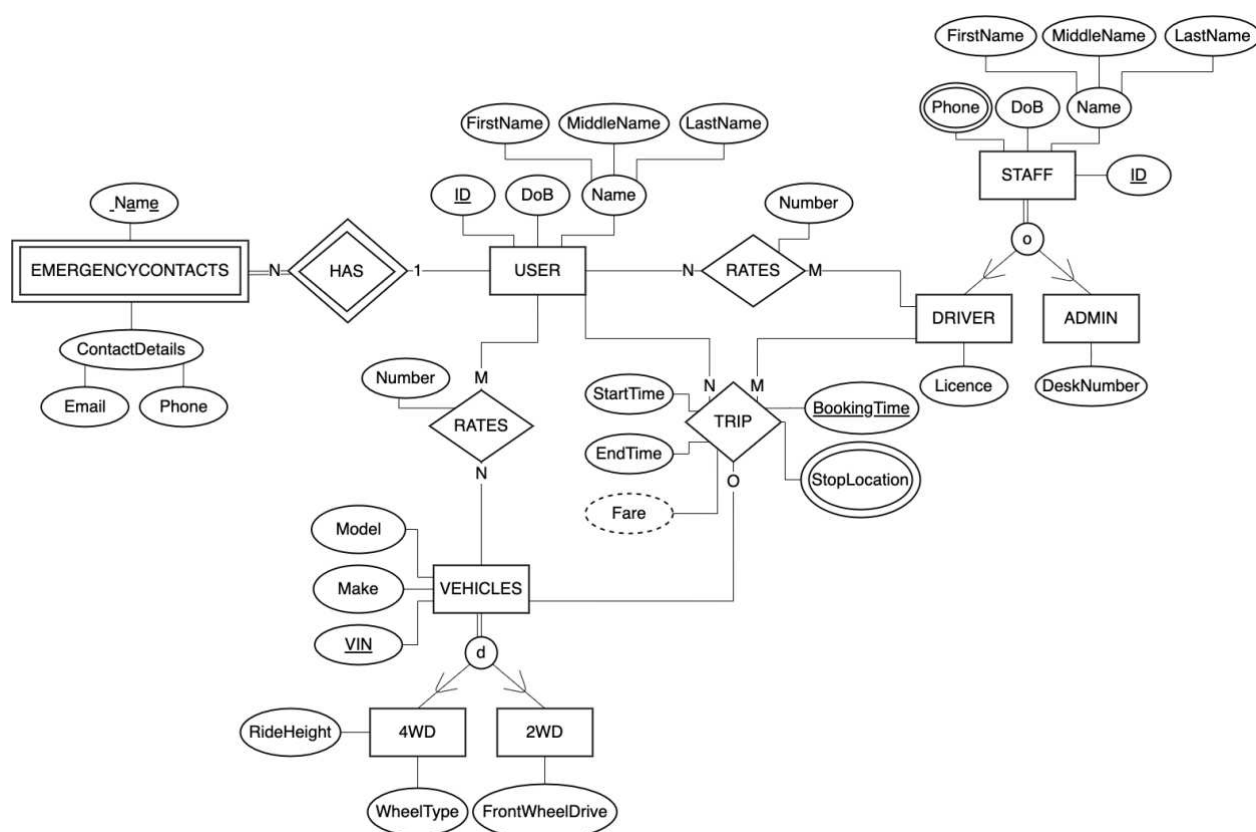 FirstName
MiddleName
LastName
Phone
DoB
Name
STAFF
ID
FirstName
MiddleName
LastName
ID
DoB
Name
Number
Name
EMERGENCYCONTACTS
N
HAS
1
USER
N
RATES
M
o
DRIVER
ADMIN
ContactDetails
Email
Phone
Licence
DeskNumber
Number
M
RATES
N
StartTime
N
M
BookingTime
TRIP
EndTime
StopLocation
O
Fare
Model
Make
VEHICLES
VIN
d
RideHeight
4WD
2WD
WheelType
FrontWheelDrive